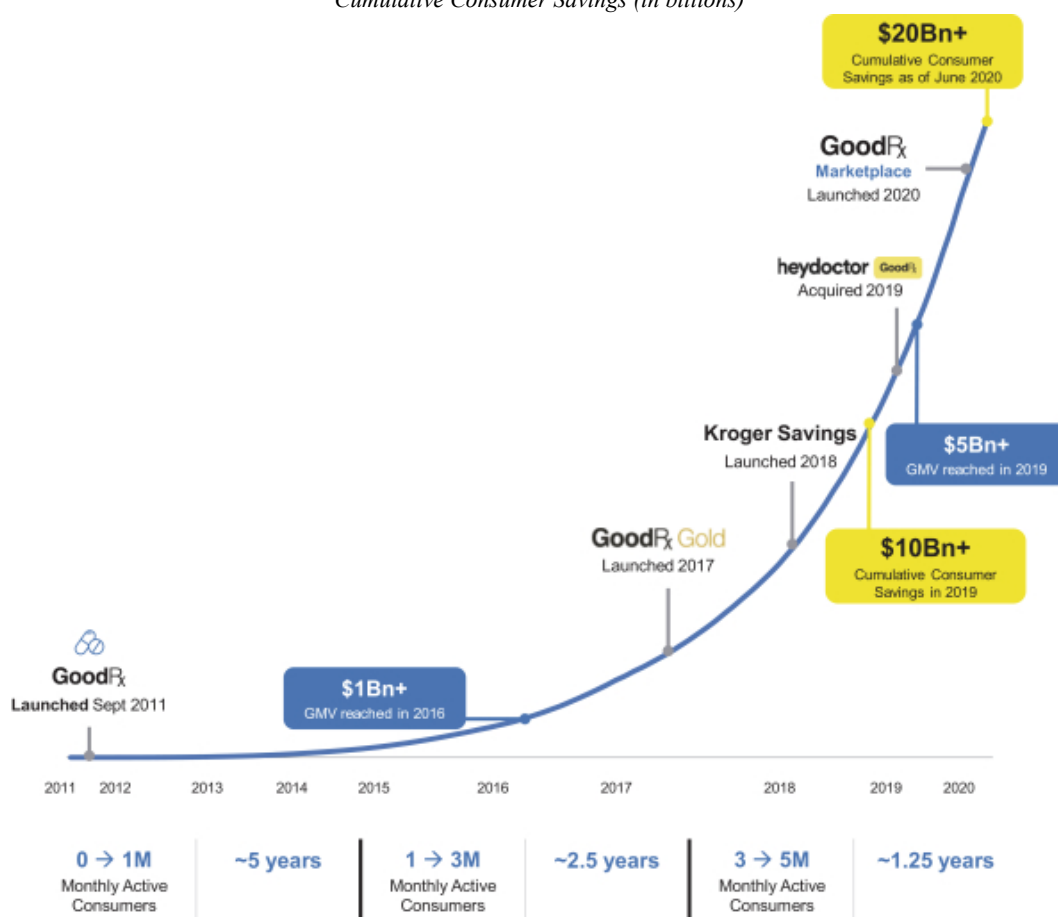 Cumulative Consumer Savings (in billions)
$20Bn+
Cumulative Consumer
Savings as of June 2020
GoodRx
Marketplace
Launched 2020
heydoctor GoodRx
Acquired 2019
$5Bn+
GMV reached in 2019
Kroger Savings
Launched 2018
$10Bn+
Cumulative Consumer
Savings in 2019
GoodRx Gold
Launched 2017
GoodRx
Launched Sept 2011
$1Bn+
GMV reached in 2016
2011 2012 2013 2014 2015 2016 2017 2018 2019 2020
0 → 1M
Monthly Active
Consumers
~5 years
1 → 3M
Monthly Active
Consumers
~2.5 years
3 → 5M
Monthly Active
Consumers
~1.25 years